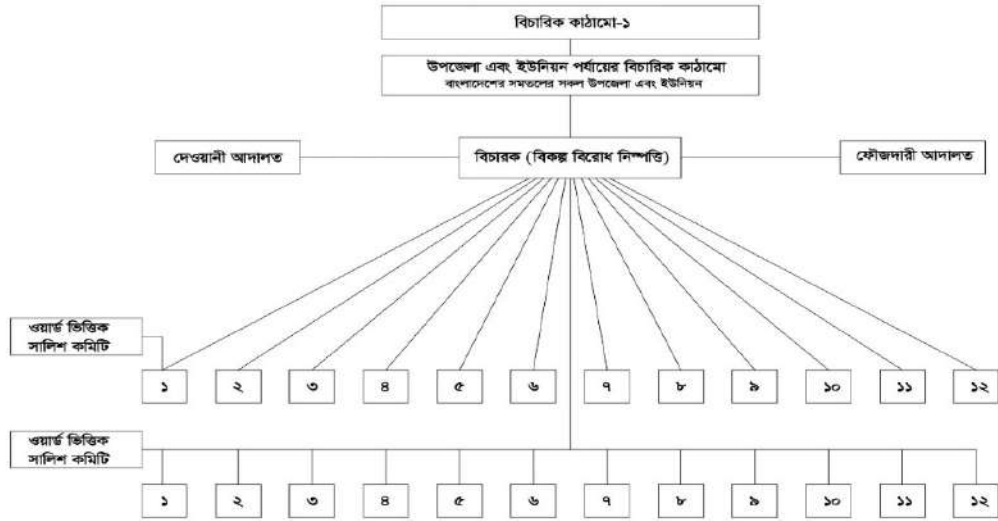 বিচারিক কাঠামো-১
উপজেলা এবং ইউনিয়ন পর্যায়ের বিচারিক কাঠামো
বাংলাদেশের সমতলের সকল উপজেলা এবং ইউনিয়ন
দেওয়ানী আদালত
বিচারক (বিকল্প বিরোধ নিস্পত্তি)
ফৌজদারী আদালত
ওয়ার্ড ভিত্তিক
সালিশ কমিটি
১ ২ ৩ ৪ ৫ ৬ ৭ ৮ ৯ ১০ ১১ ১২
ওয়ার্ড ভিত্তিক
সালিশ কমিটি
১ ২ ৩ ৪ ৫ ৬ ৭ ৮ ৯ ১০ ১১ ১২